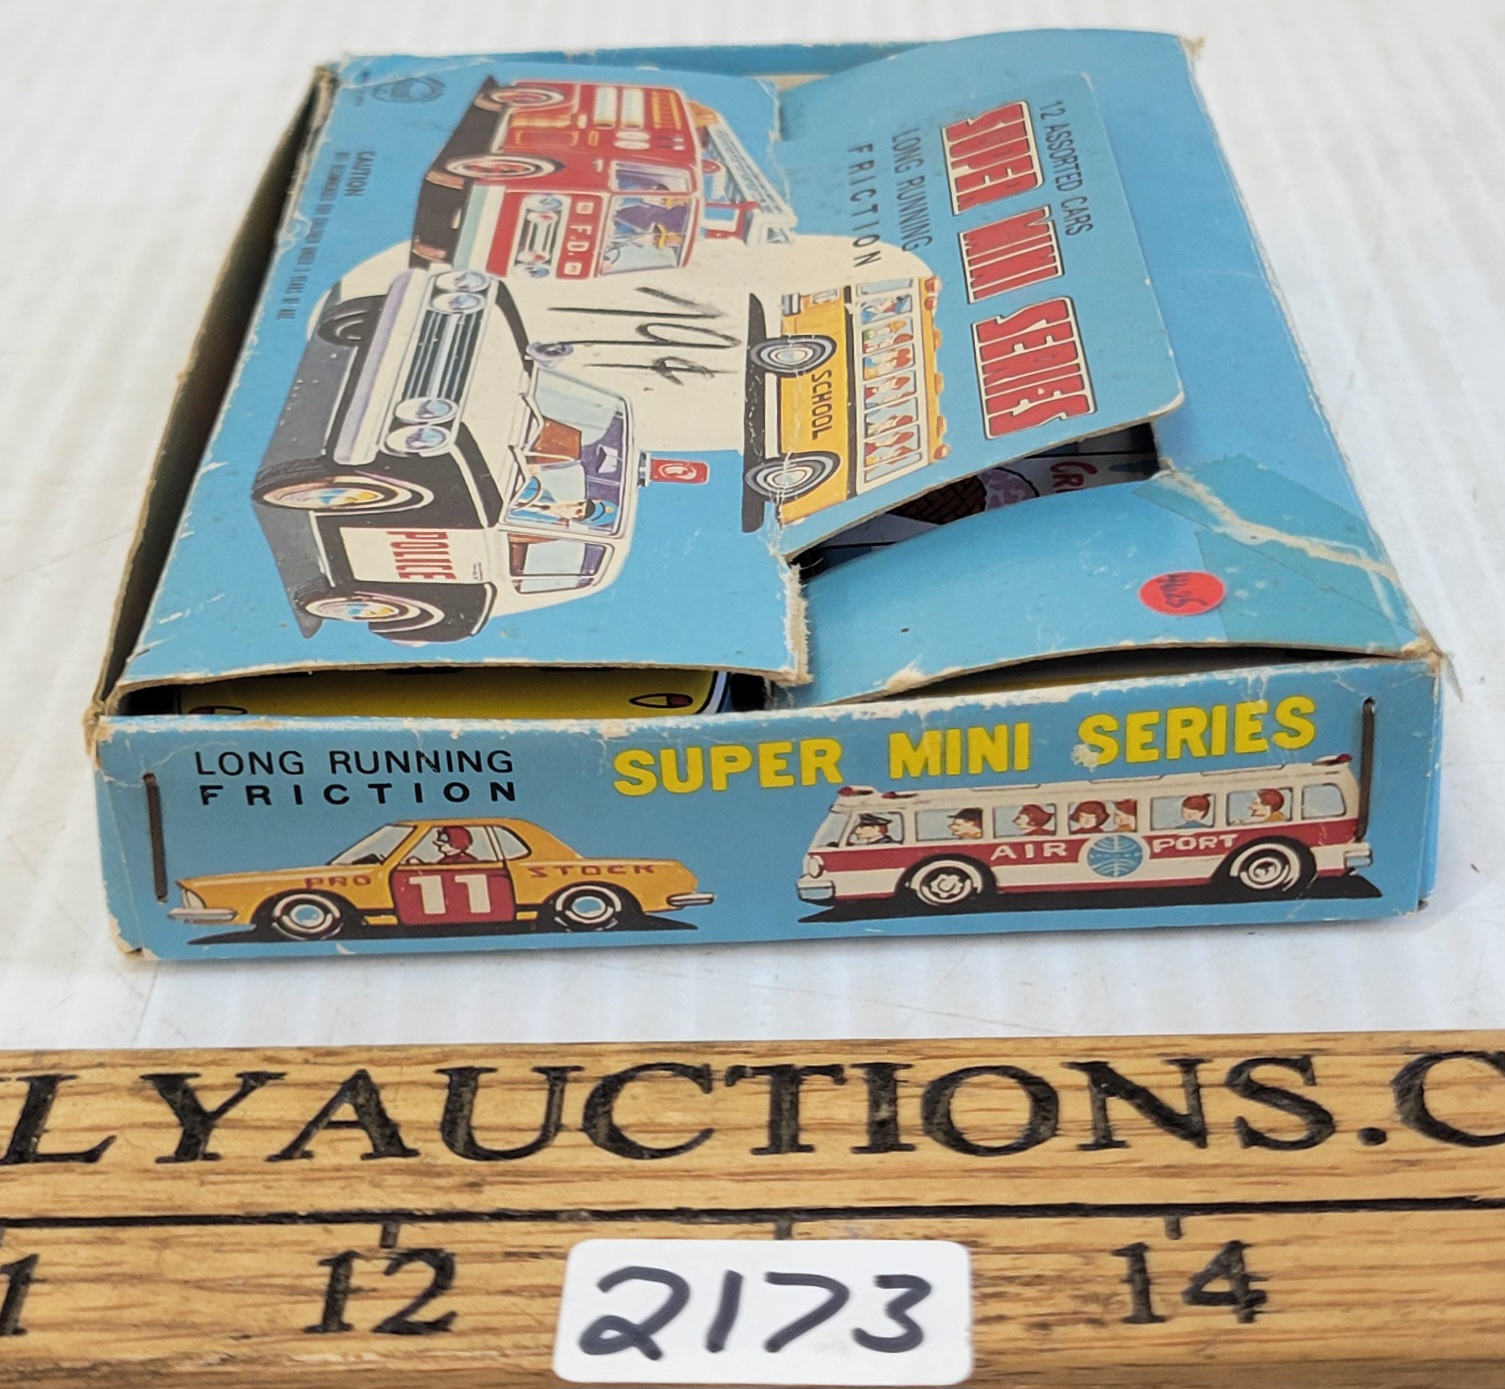 12 ASSORTED CARS
SUPER MINI SERIES
LONG RUNNING
FRICTION
SCHOOL
F.D.
19¢
POLICE
CAUTION
LONG RUNNING
FRICTION
SUPER MINI SERIES
PRO
11
STOCK
AIR PORT
LYAUCTIONS.C
12
14
2173